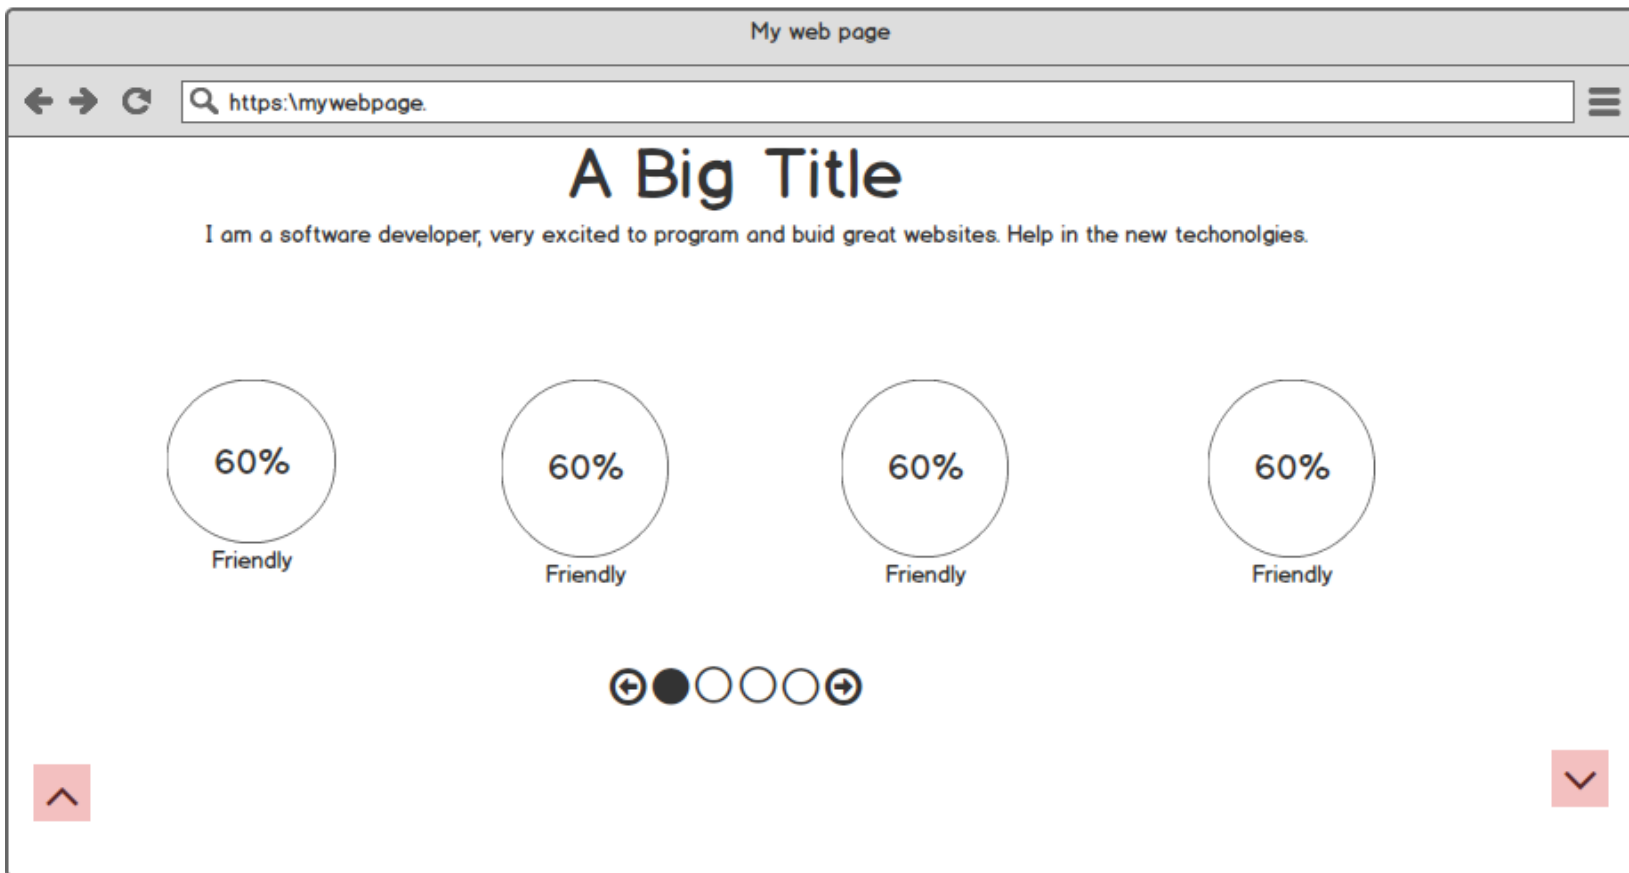 My web page
https:\mywebpage.
A Big Title
I am a software developer, very excited to program and buid great websites. Help in the new techonolgies.
60% 60% 60% 60%
Friendly Friendly Friendly Friendly